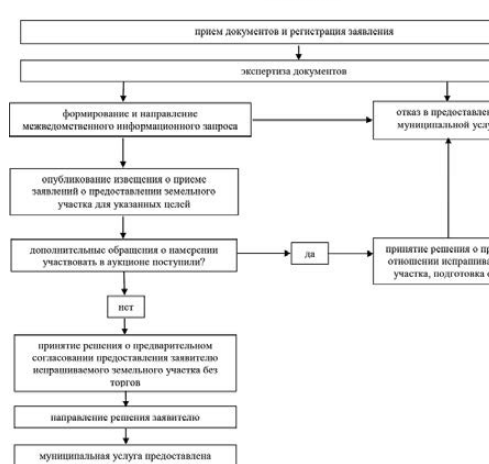 прием документов и регистрация заявления
экспертиза документов
формирование и направление
межведомственного информационного запроса
отказ в предоставлен
муниципальной услу
опубликование извещения о приеме
заявлений о предоставлении земельного
участка для указанных целей
дополнительные обращения о намерении
участвовать в аукционе поступили?
да
принятие решения о пр
отношении испрашива
участка, подготовка
нет
принятие решения о предварительном
согласовании предоставления заявителю
испрашиваемого земельного участка без
торгов
направление решения заявителю
муниципальная услуга предоставлена